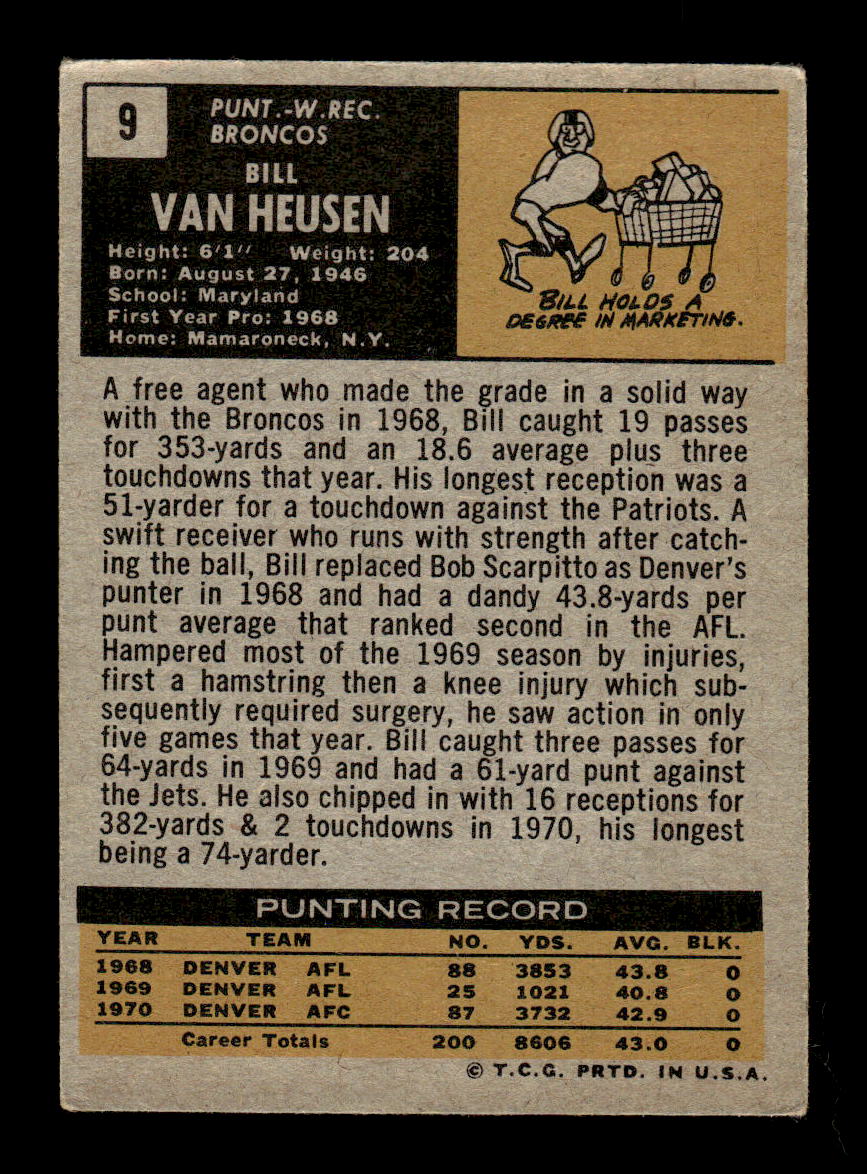 9
PUNT.-W.REC.
BRONCOS
BILL
VAN HEUSEN
Height: 6'1" Weight: 204
Born: August 27, 1946
School: Maryland
First Year Pro: 1968
Home: Mamaroneck, N.Y.
BILL HOLDS A
DEGREE IN MARKETING.
A free agent who made the grade in a solid way
with the Broncos in 1968, Bill caught 19 passes
for 353-yards and an 18.6 average plus three
touchdowns that year. His longest reception was a
51-yarder for a touchdown against the Patriots. A
swift receiver who runs with strength after catch-
ing the ball, Bill replaced Bob Scarpitto as Denver's
punter in 1968 and had a dandy 43.8-yards per
punt average that ranked second in the AFL.
Hampered most of the 1969 season by injuries,
first a hamstring then a knee injury which sub-
sequently required surgery, he saw action in only
five games that year. Bill caught three passes for
64-yards in 1969 and had a 61-yard punt against
the Jets. He also chipped in with 16 receptions for
382-yards & 2 touchdowns in 1970, his longest
being a 74-yarder.
PUNTING RECORD
YEAR TEAM NO. YDS. AVG. BLK.
1968 DENVER AFL 88 3853 43.8 0
1969 DENVER AFL 25 1021 40.8 0
1970 DENVER AFC 87 3732 42.9 0
Career Totals 200 8606 43.0 0
© T.C.G. PRTD. IN U.S.A.